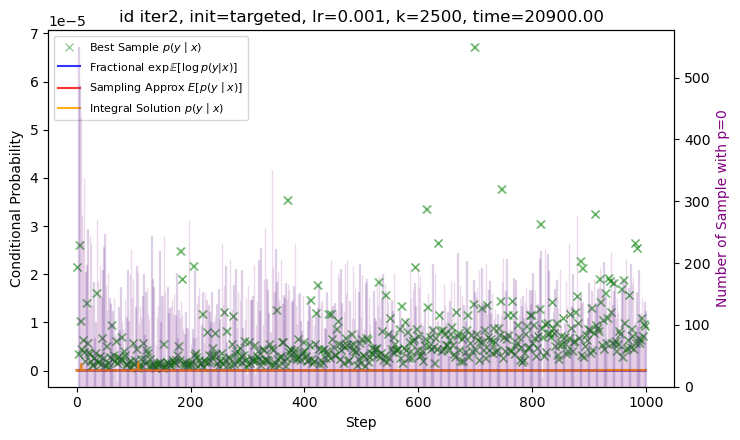 id iter2, init=targeted, lr=0.001, k=2500, time=20900.00
1e−5
Best Sample p(y | x)
Fractional exp𝔼[log p(y|x)]
Sampling Approx E[p(y | x)]
Integral Solution p(y | x)
Conditional Probability
7
6
5
4
3
2
1
0
Number of Sample with p=0
500
400
300
200
100
0
0 200 400 600 800 1000
Step